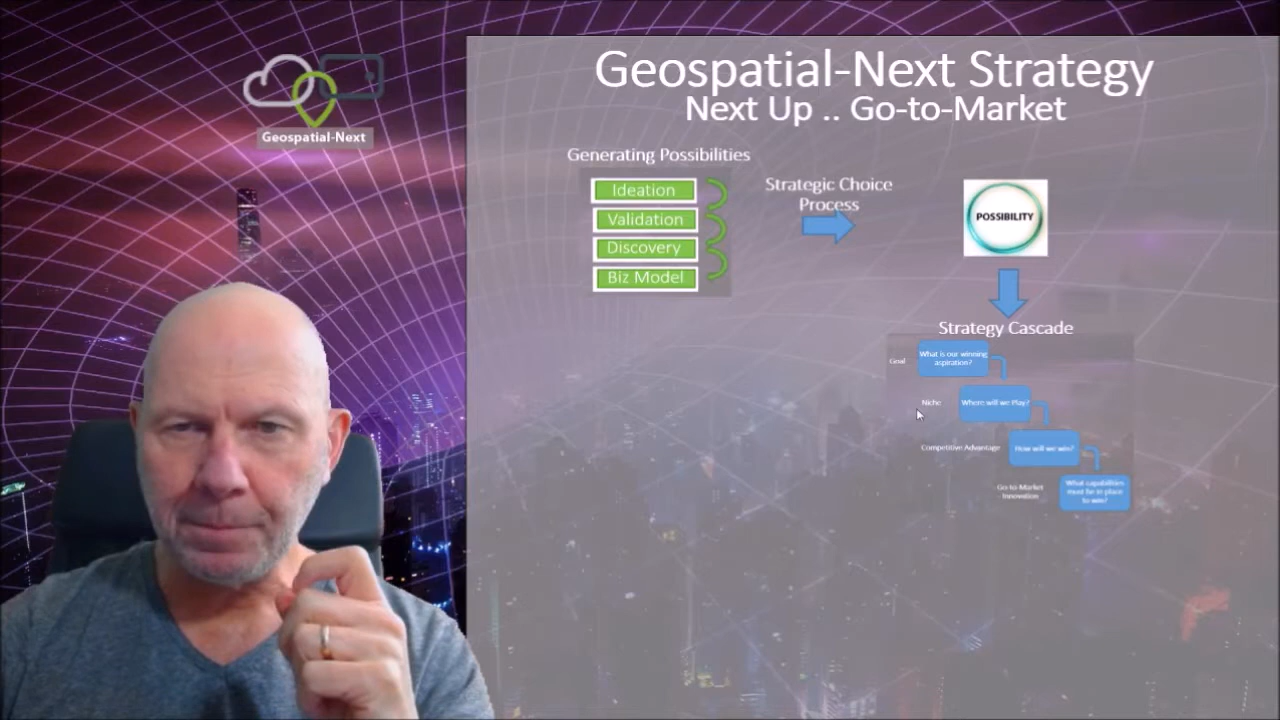 Geospatial-Next
Geospatial-Next Strategy
Next Up .. Go-to-Market
Generating Possibilities
Ideation
Validation
Discovery
Biz Model
Strategic Choice
Process
POSSIBILITY
Strategy Cascade
Goal
What is our winning
aspiration?
Niche
Where will we Play?
Competitive Advantage
How will we win?
Go-to-Market
- Innovation
What capabilities
must be in place
to win?